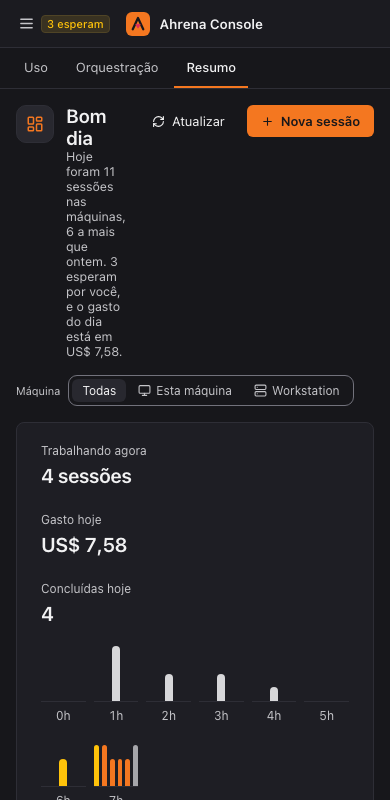 3 esperam
Ahrena Console
Uso
Orquestração
Resumo
Bom
dia
Hoje
foram 11
sessões
nas
máquinas,
6 a mais
que
ontem. 3
esperam
por você,
e o gasto
do dia
está em
US$ 7,58.
Atualizar
+ Nova sessão
Máquina
Todas
Esta máquina
Workstation
Trabalhando agora
4 sessões
Gasto hoje
US$ 7,58
Concluídas hoje
4
0h 1h 2h 3h 4h 5h
6h 7h